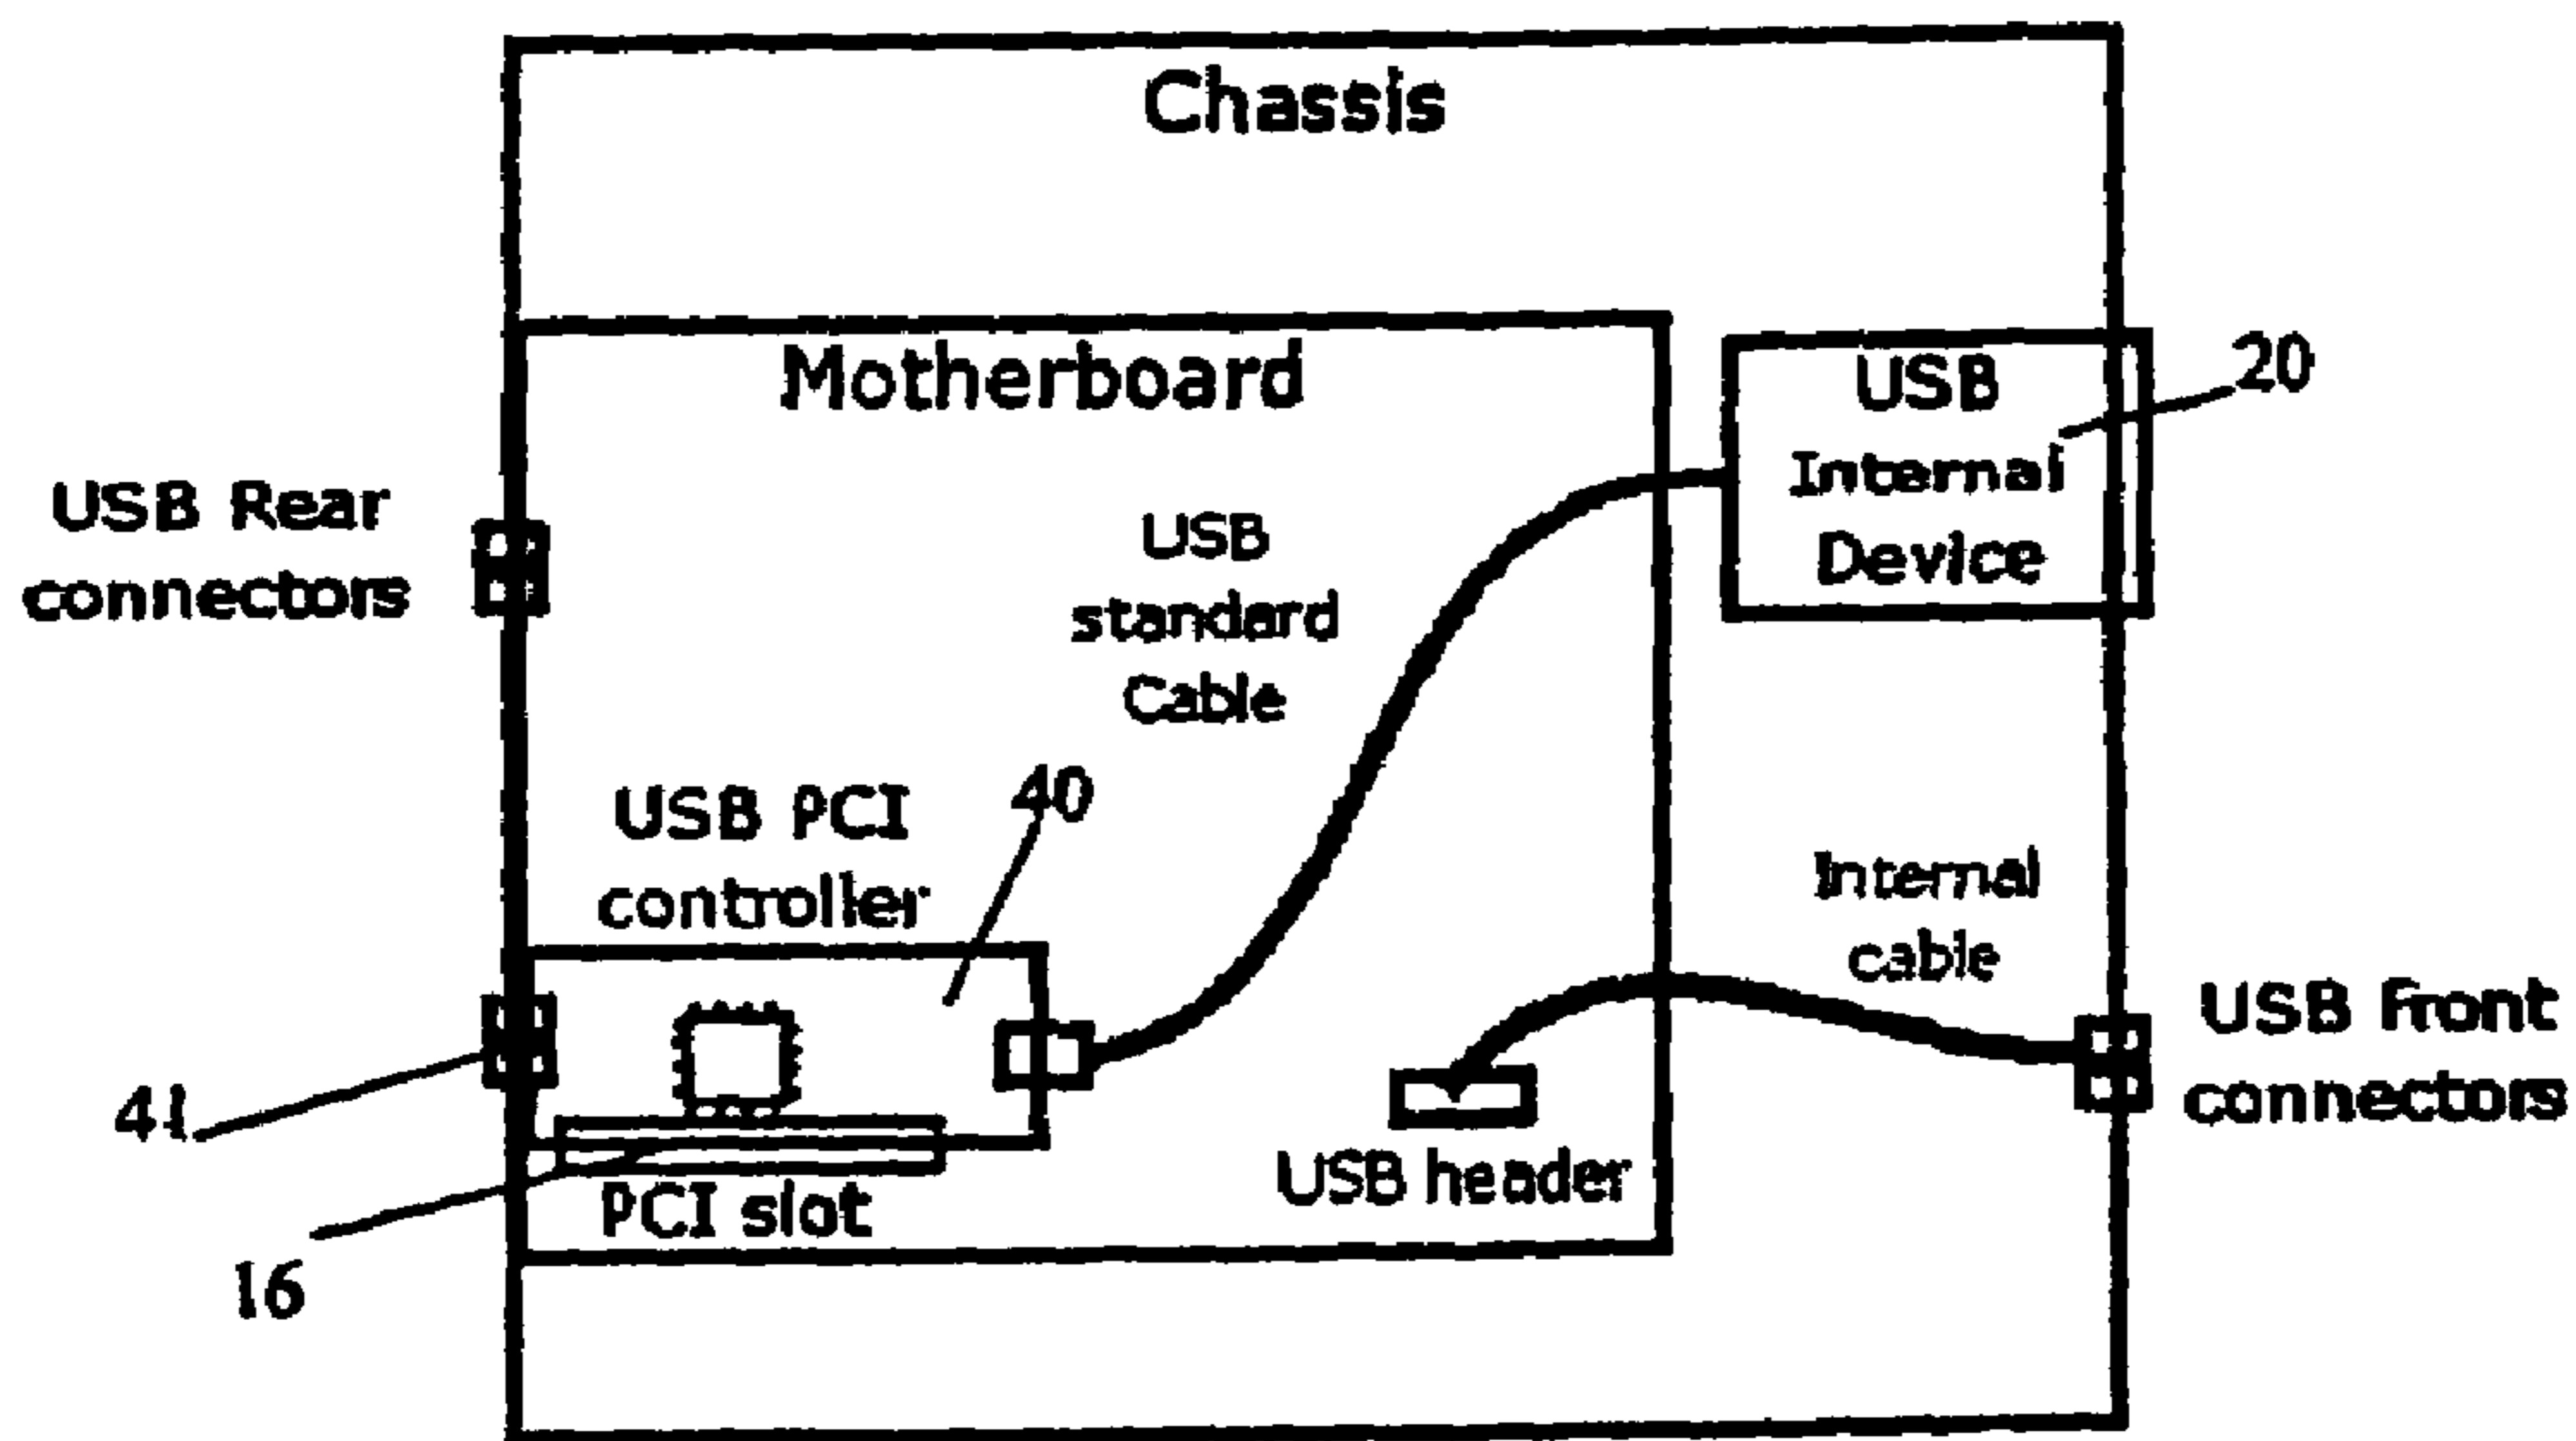 Chassis
Motherboard
USB
Internal
Device
20
USB Rear
connectors
USB
standard
Cable
USB PCI
controller
40
Internal
cable
USB Front
connectors
41
16
PCI slot
USB header